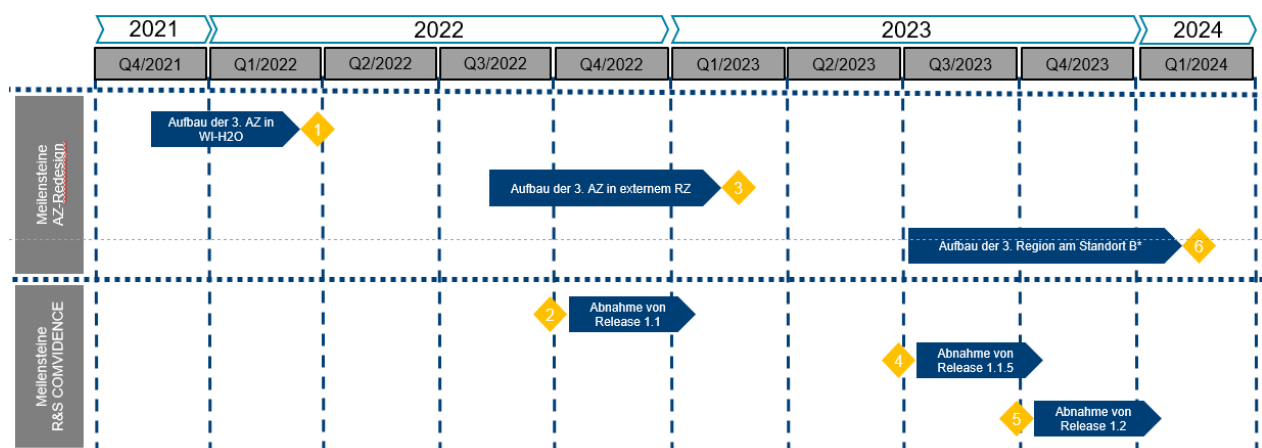 2021
2022
2023
2024
Q4/2021
Q1/2022
Q2/2022
Q3/2022
Q4/2022
Q1/2023
Q2/2023
Q3/2023
Q4/2023
Q1/2024
Meilensteine
AZ-Redesign
Aufbau der 3. AZ in
WI-H2O
1
Aufbau der 3. AZ in externem RZ
3
Aufbau der 3. Region am Standort B*
6
Meilensteine
R&S COMVIDENCE
2
Abnahme von
Release 1.1
4
Abnahme von
Release 1.1.5
5
Abnahme von
Release 1.2